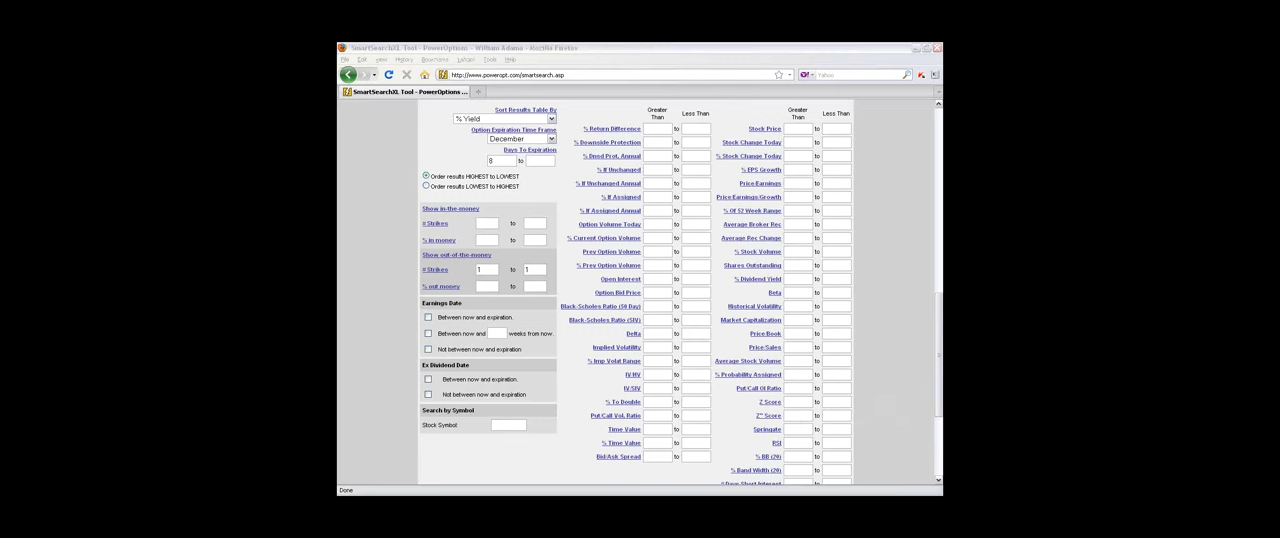 SmartSearchXL Tool - PowerOptions - William Adama - Mozilla Firefox
File Edit View History Bookmarks Tools Help
http://www.poweropt.com/smartsearch.asp
Yahoo
SmartSearchXL Tool - PowerOptions ...
Sort Results Table By
% Yield
Option Expiration Time Frame
December
Days To Expiration
8 to
Order results HIGHEST to LOWEST
Order results LOWEST to HIGHEST
Show in-the-money
# Strikes to
% in money to
Show out-of-the-money
# Strikes 1 to 1
% out money to
Earnings Date
Between now and expiration.
Between now and weeks from now.
Not between now and expiration
Ex Dividend Date
Between now and expiration.
Not between now and expiration
Search by Symbol
Stock Symbol:
Greater Than Less Than
% Return Difference to
% Downside Protection to
% Dnsd Prot. Annual to
% If Unchanged to
% If Unchanged Annual to
% If Assigned to
% If Assigned Annual to
Option Volume Today to
% Current Option Volume to
Prev Option Volume to
% Prev Option Volume to
Open Interest to
Option Bid Price to
Black-Scholes Ratio (50 Day) to
Black-Scholes Ratio (SIV) to
Delta to
Implied Volatility to
% Imp Volat Range to
IV/HV to
IV/SIV to
% To Double to
Put/Call Vol. Ratio to
Time Value to
% Time Value to
Bid/Ask Spread to
Greater Than Less Than
Stock Price to
Stock Change Today to
% Stock Change Today to
% EPS Growth to
Price/Earnings to
Price/Earnings/Growth to
% Of 52 Week Range to
Average Broker Rec to
Average Rec Change to
% Stock Volume to
Shares Outstanding to
% Dividend Yield to
Beta to
Historical Volatility to
Market Capitalization to
Price/Book to
Price/Sales to
Average Stock Volume to
% Probability Assigned to
Put/Call OI Ratio to
Z Score to
Z'' Score to
Springate to
RSI to
% BB (20) to
% Band Width (20) to
# Days Short Interest to
Done